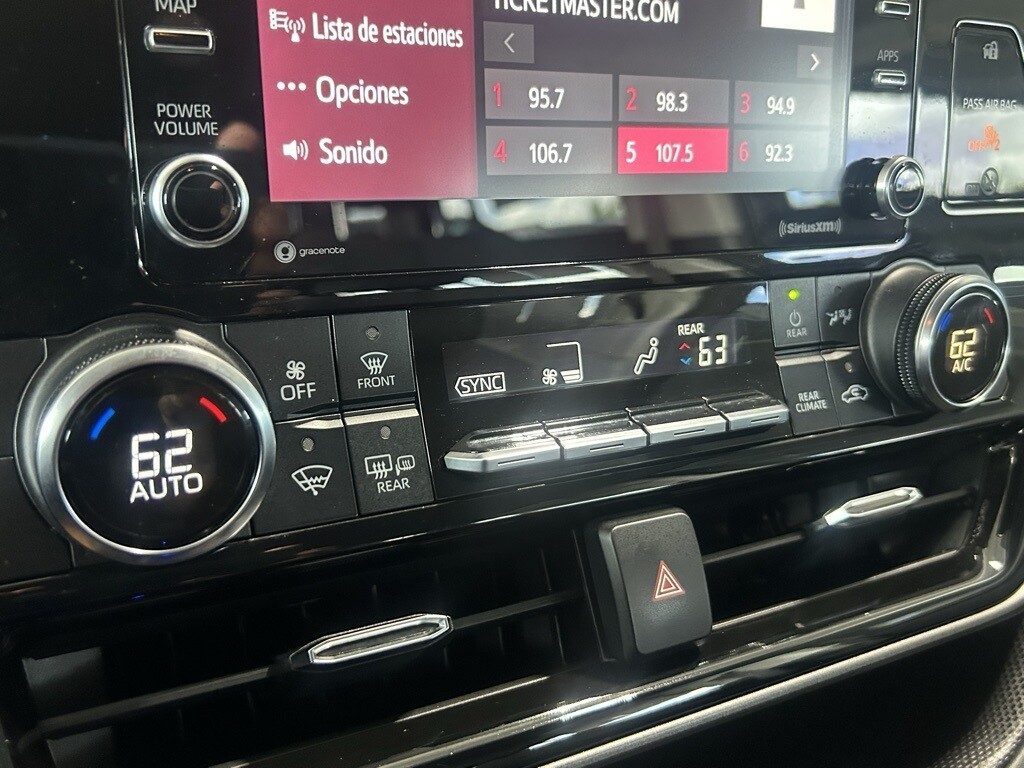 MAP
POWER
VOLUME
Lista de estaciones
Opciones
Sonido
TICKETMASTER.COM
1 95.7
2 98.3
3 94.9
4 106.7
5 107.5
6 92.3
APPS
PASS AIR BAG
gracenote
SiriusXM
62
AUTO
OFF
FRONT
REAR
SYNC
REAR
63
REAR
REAR
CLIMATE
62
A/C